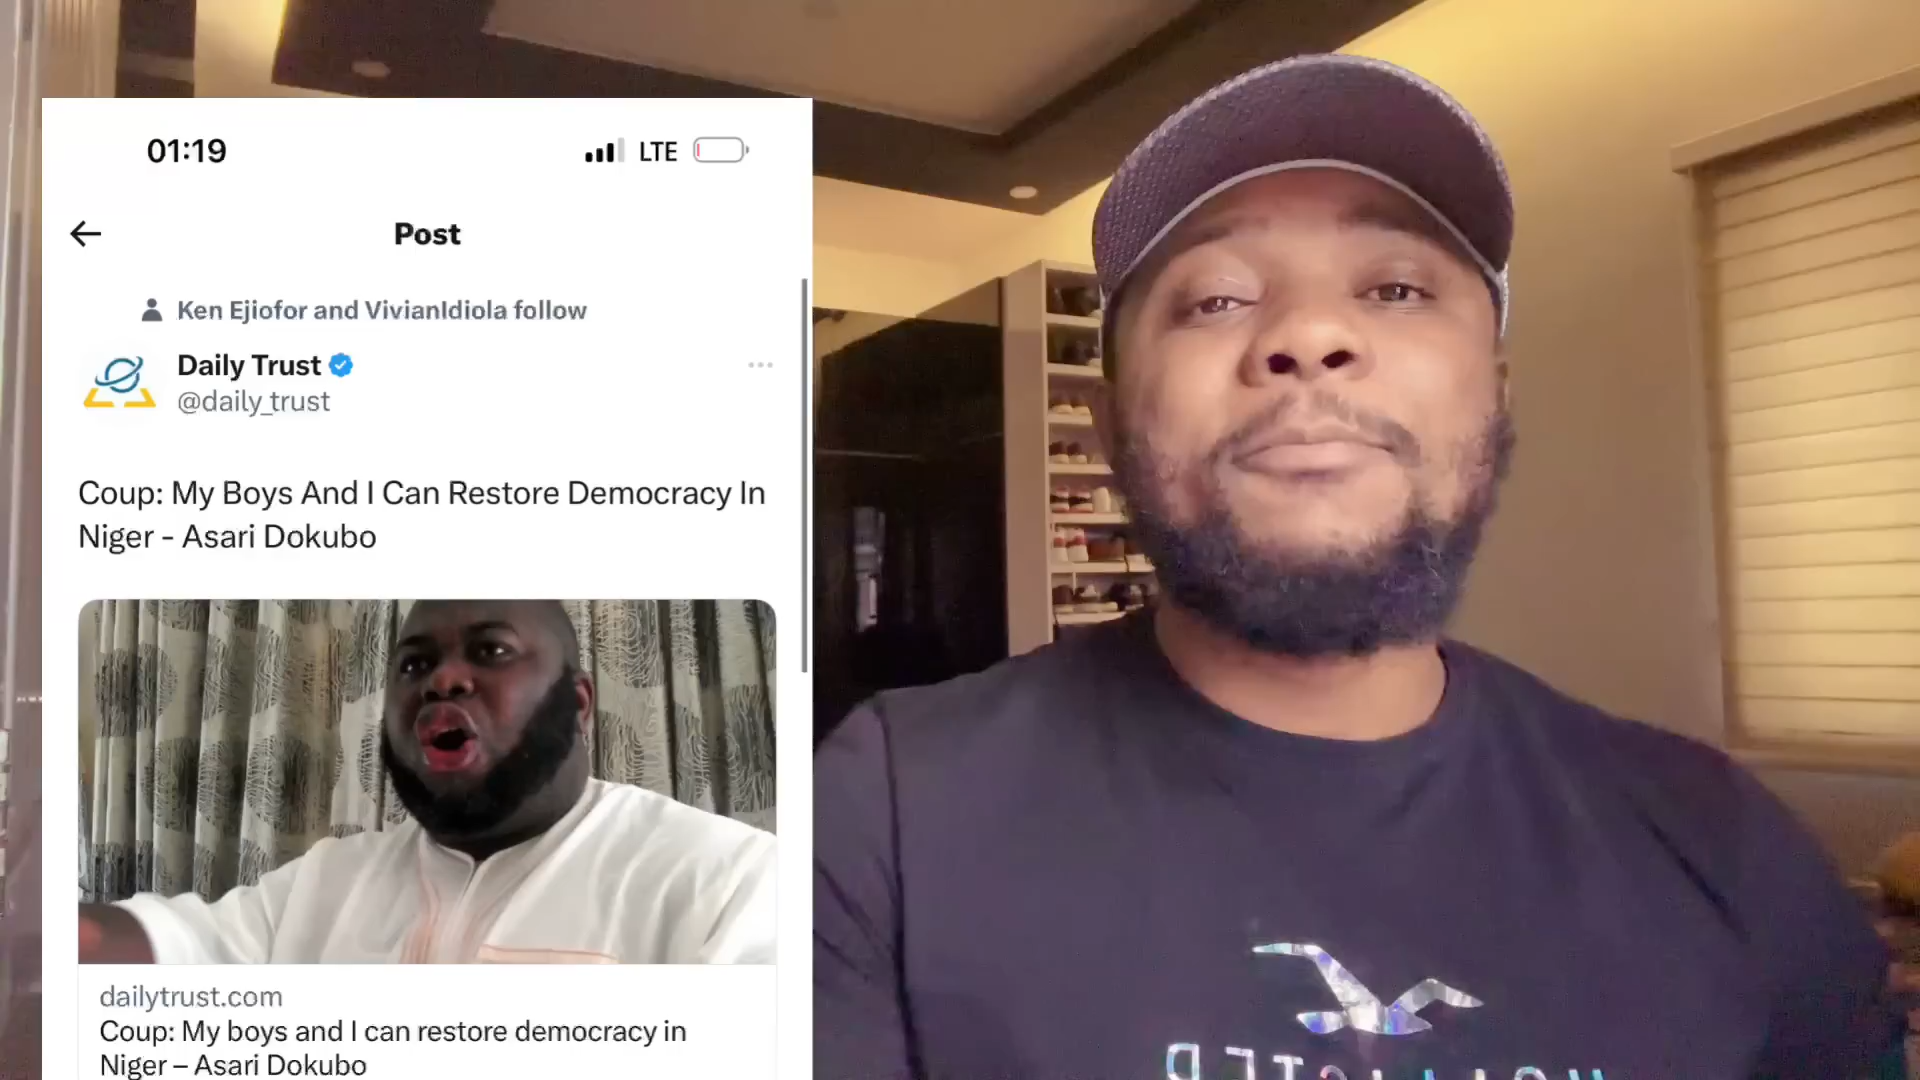 01:19
LTE
Post
Ken Ejiofor and VivianIdiola follow
Daily Trust
@daily_trust
Coup: My Boys And I Can Restore Democracy In
Niger - Asari Dokubo
dailytrust.com
Coup: My boys and I can restore democracy in
Niger – Asari Dokubo
HOLLISTER